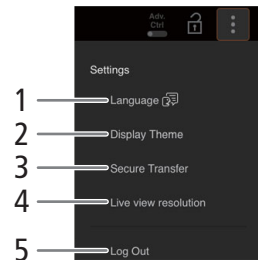 Adv.
Ctrl
Settings
1 Language
2 Display Theme
3 Secure Transfer
4 Live view resolution
5 Log Out